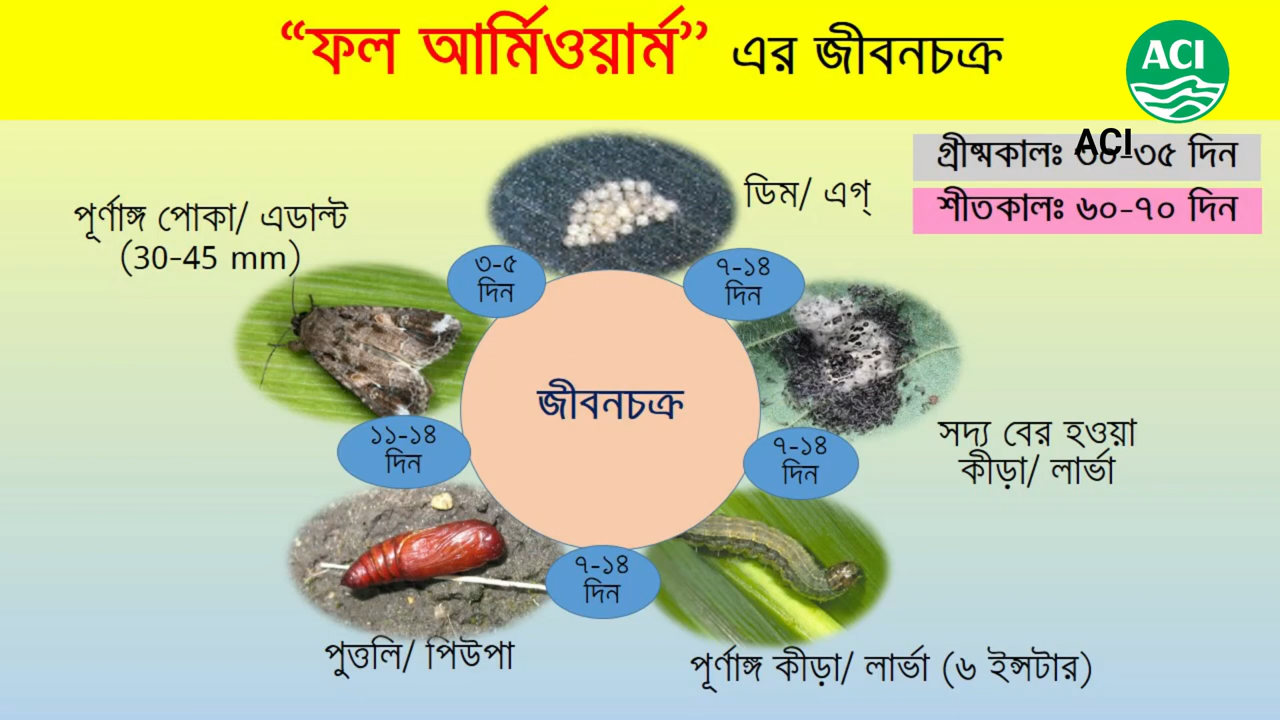 “ফল আর্মিওয়ার্ম” এর জীবনচক্র
ACI
ACI
গ্রীষ্মকালঃ ৩০-৩৫ দিন
শীতকালঃ ৬০-৭০ দিন
ডিম/ এগ্
পূর্ণাঙ্গ পোকা/ এডাল্ট
(30-45 mm)
৩-৫
দিন
৭-১৪
দিন
জীবনচক্র
সদ্য বের হওয়া
কীড়া/ লার্ভা
১১-১৪
দিন
৭-১৪
দিন
৭-১৪
দিন
পুত্তলি/ পিউপা
পূর্ণাঙ্গ কীড়া/ লার্ভা (৬ ইন্সটার)